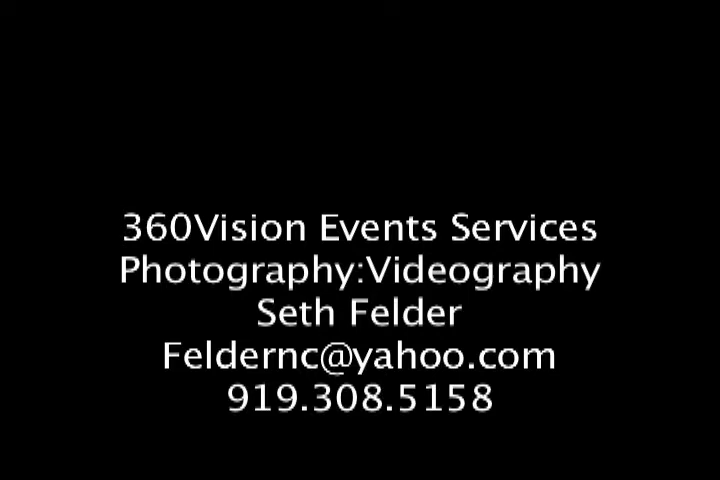 360Vision Events Services
Photography:Videography
Seth Felder
Feldernc@yahoo.com
919.308.5158